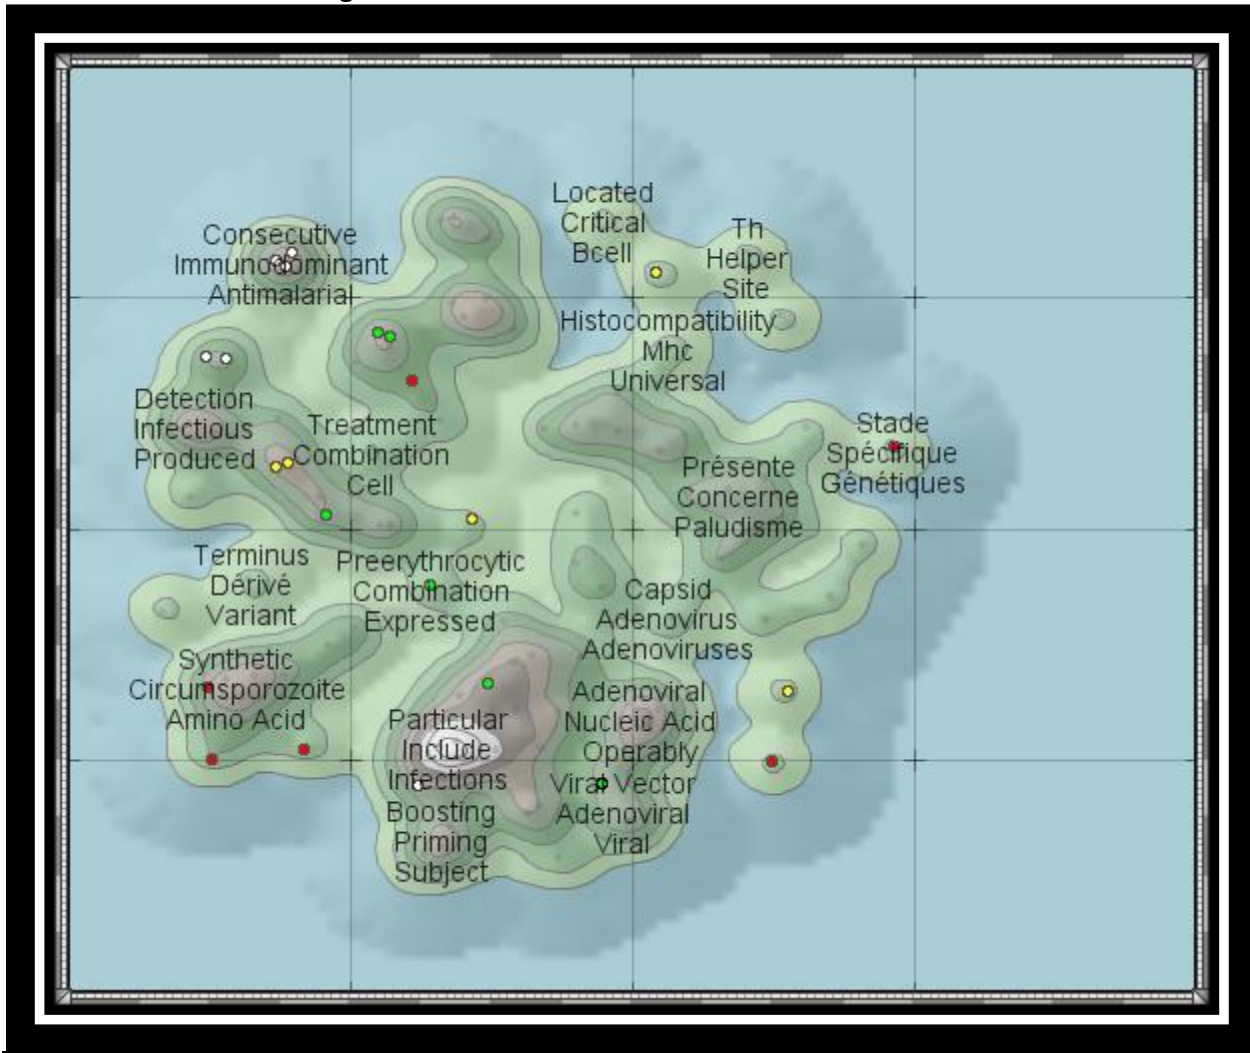 Located
Critical
Bcell
Th
Helper
Site
Consecutive
Immunodominant
Antimalarial
Histocompatibility
Mhc
Universal
Detection
Infectious
Produced
Treatment
Combination
Cell
Stade
Spécifique
Génétiques
Présente
Concerne
Paludisme
Terminus
Dérivé
Variant
Preerythrocytic
Combination
Expressed
Capsid
Adenovirus
Adenoviruses
Synthetic
Circumsporozoite
Amino Acid
Particular
Include
Infections
Adenoviral
Nucleic Acid
Operably
Viral Vector
Adenoviral
Viral
Boosting
Priming
Subject